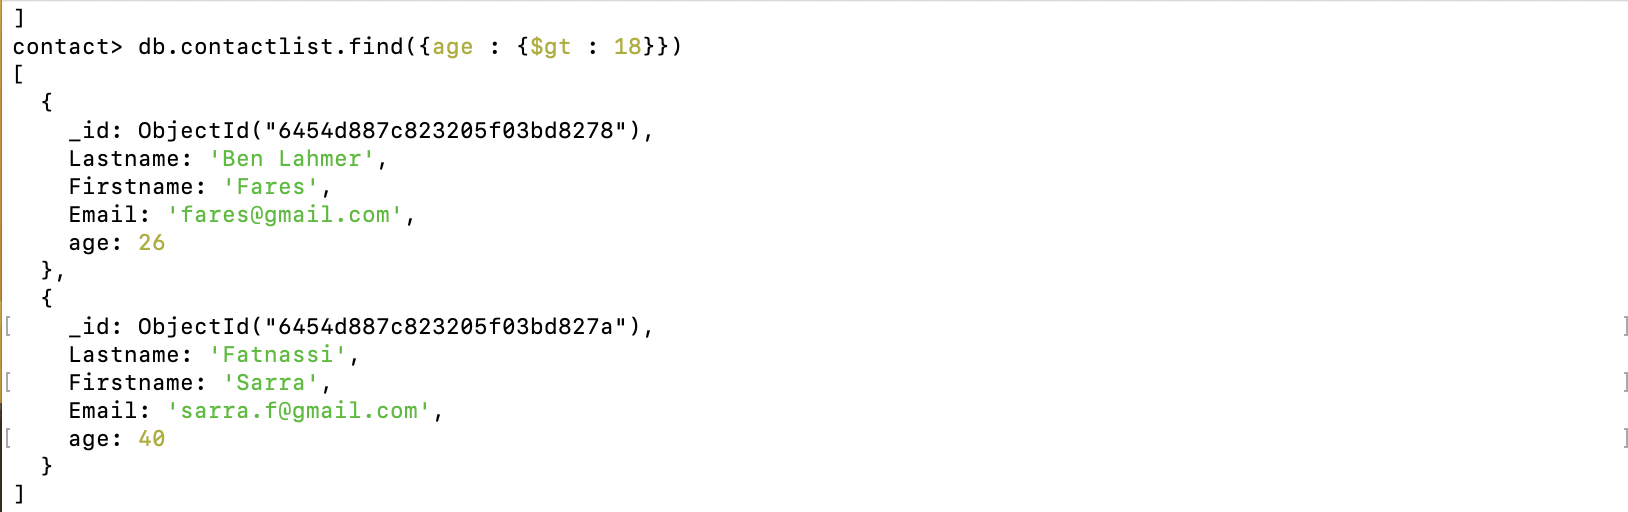 ]
contact> db.contactlist.find({age : {$gt : 18}})
[
  {
    _id: ObjectId("6454d887c823205f03bd8278"),
    Lastname: 'Ben Lahmer',
    Firstname: 'Fares',
    Email: 'fares@gmail.com',
    age: 26
  },
  {
[    _id: ObjectId("6454d887c823205f03bd827a"), ]
    Lastname: 'Fatnassi',
[    Firstname: 'Sarra', ]
    Email: 'sarra.f@gmail.com',
[    age: 40 ]
  }
]